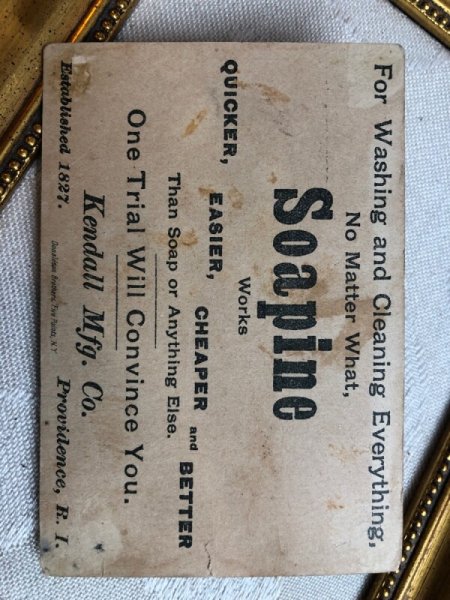 For Washing and Cleaning Everything,
No Matter What,
Soapine
Works
QUICKER, EASIER, CHEAPER and BETTER
Than Soap or Anything Else.
One Trial Will Convince You.
Kendall Mfg. Co.
Established 1827. Providence, R. I.
N.Y.